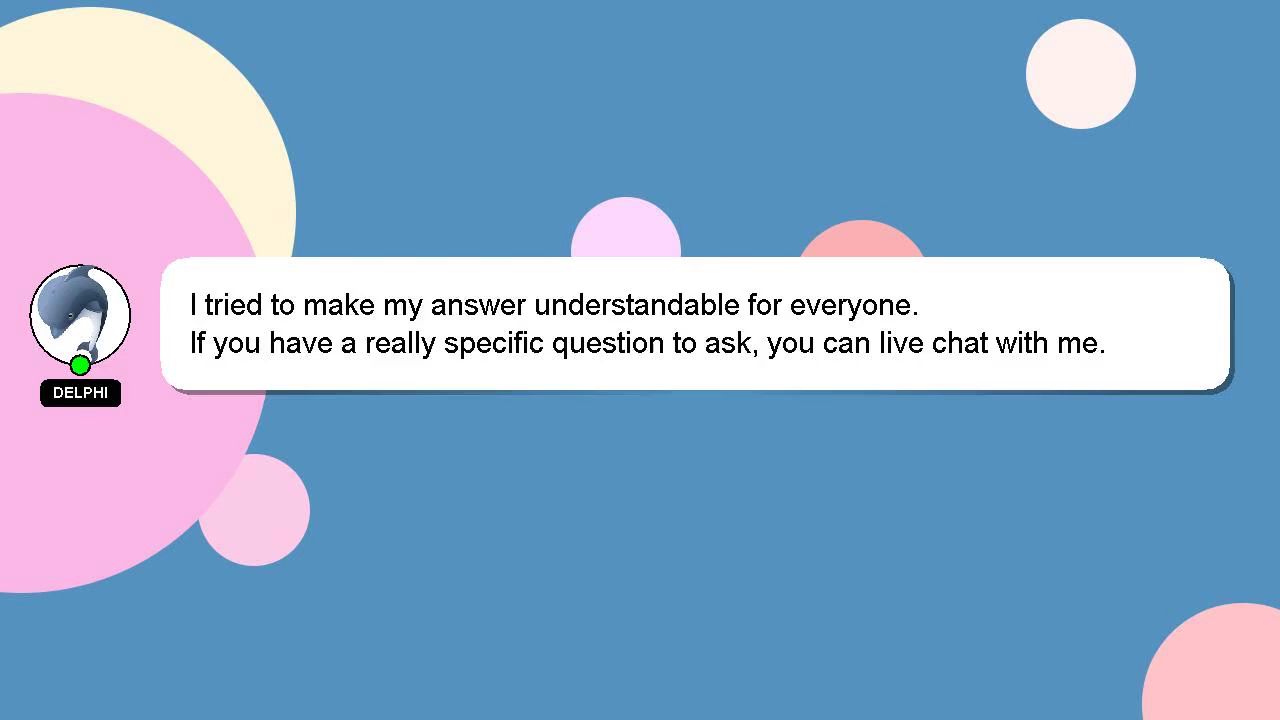 I tried to make my answer understandable for everyone.
If you have a really specific question to ask, you can live chat with me.
DELPHI